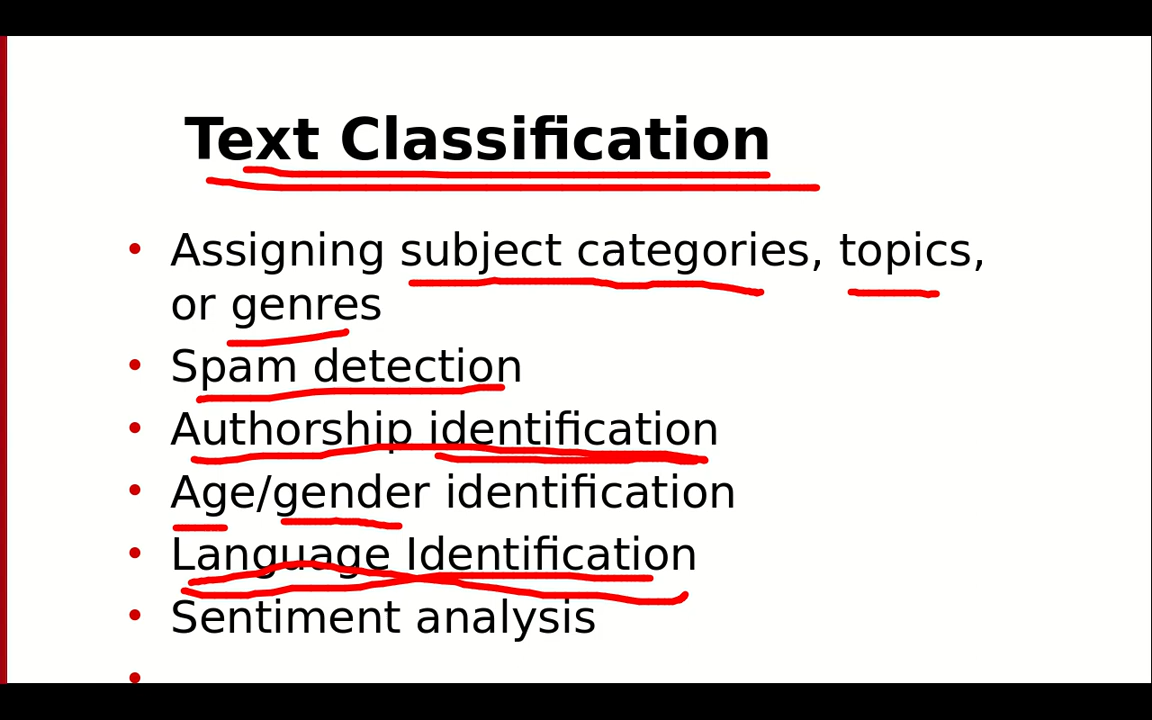 Text Classification
• Assigning subject categories, topics,
or genres
• Spam detection
• Authorship identification
• Age/gender identification
• Language Identification
• Sentiment analysis
•